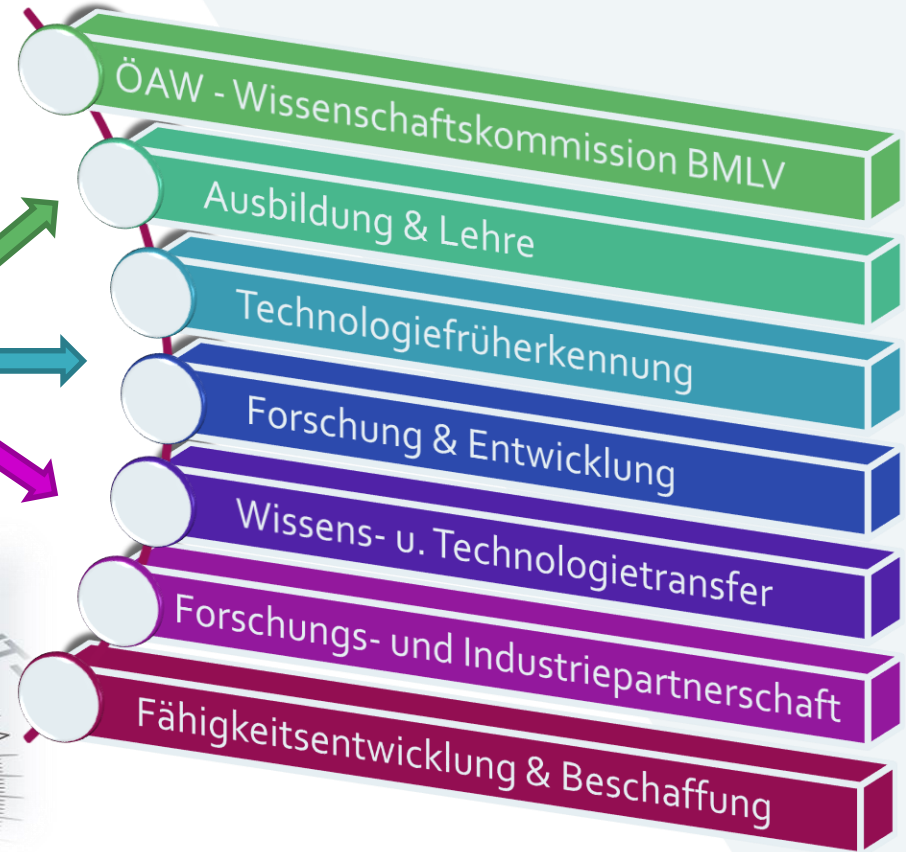 ÖAW - Wissenschaftskommission BMLV
Ausbildung & Lehre
Technologiefrüherkennung
Forschung & Entwicklung
Wissens- u. Technologietransfer
Forschungs- und Industriepartnerschaft
Fähigkeitsentwicklung & Beschaffung